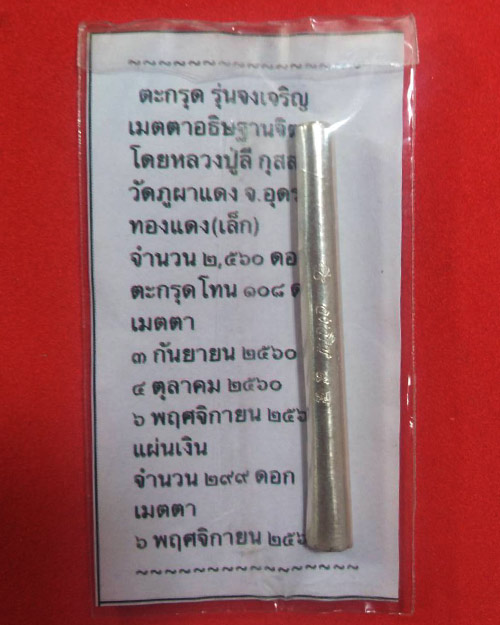 ~~~~~~~~~~~~~~~
ตะกรุด รุ่นจงเจริญ
เมตตาอธิษฐานจิต
โดยหลวงปู่ลี กุสล
วัดภูผาแดง จ.อุดร
ทองแดง(เล็ก)
จำนวน ๒,๕๖๐ ดอ
ตะกรุดโทน ๑๐๘ ด
เมตตา
๓ กันยายน ๒๕๖๐
๔ ตุลาคม ๒๕๖๐
๖ พฤศจิกายน ๒๕๖
แผ่นเงิน
จำนวน ๒๙๙ ดอก
เมตตา
๖ พฤศจิกายน ๒๕๖
~~~~~~~~~~~~~~~